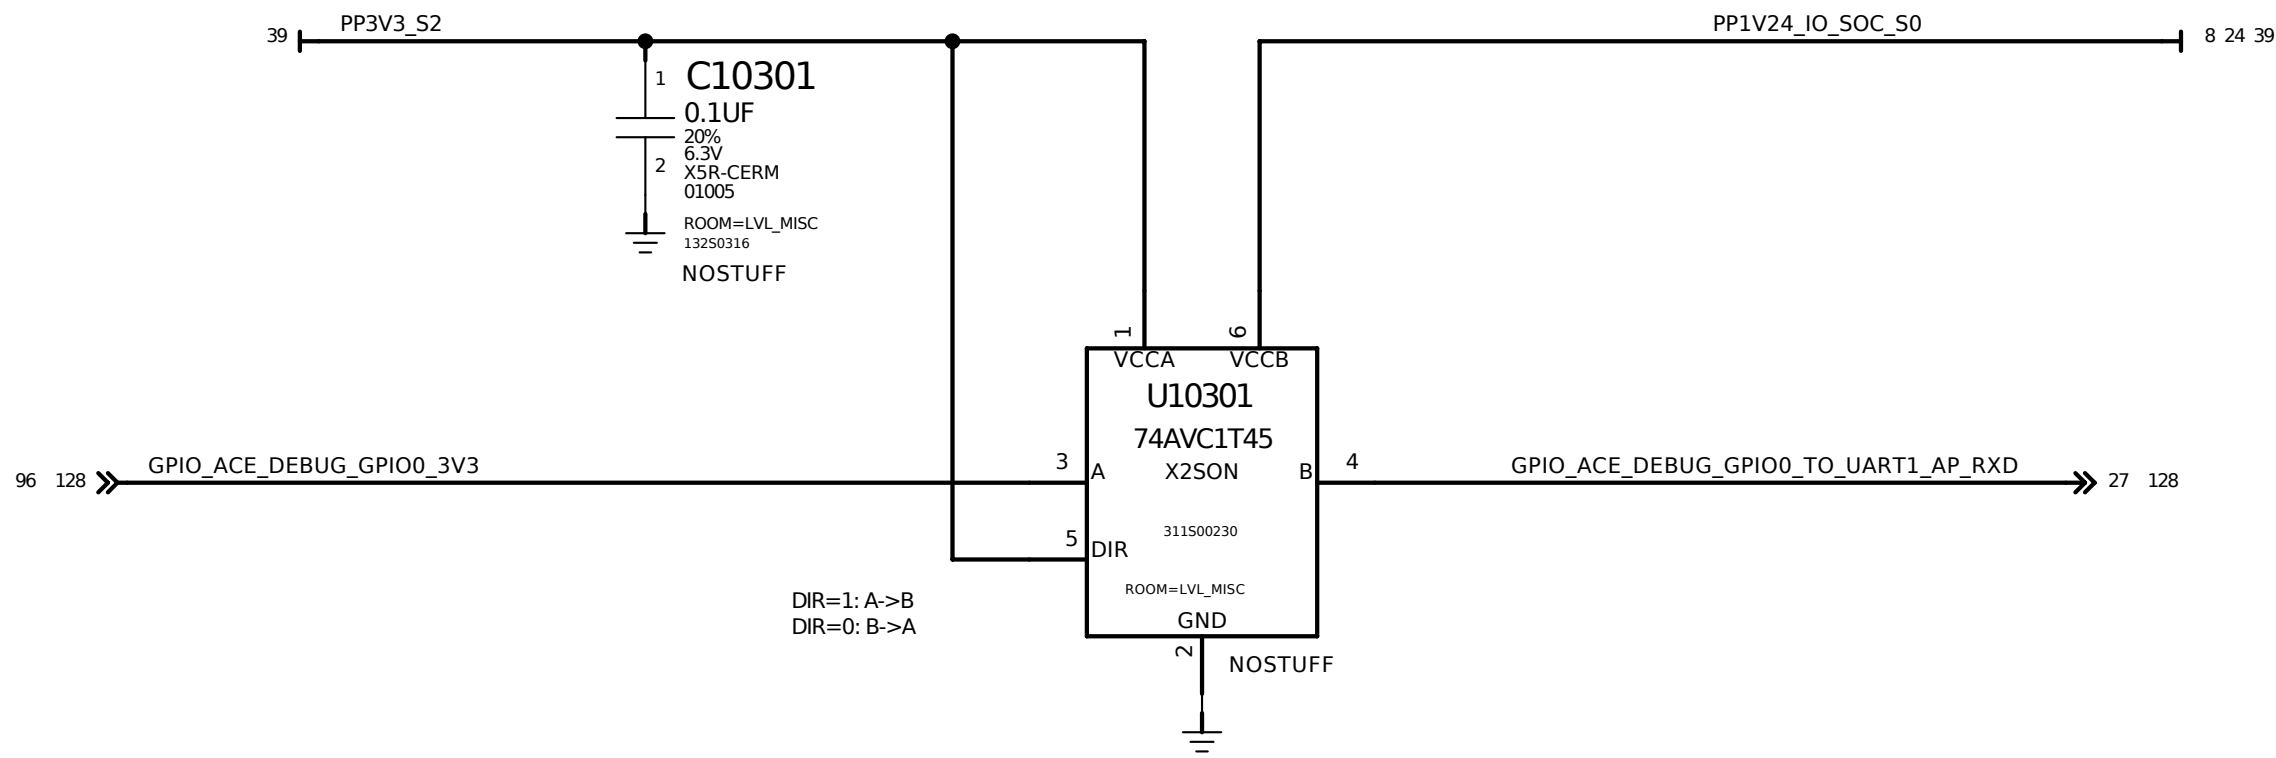 PP3V3_S2
PP1V24_IO_SOC_S0
39
8 24 39
1
C10301
0.1UF
20%
6.3V
2
X5R-CERM
01005
ROOM=LVL_MISC
132S0316
NOSTUFF
1
6
VCCA
VCCB
U10301
74AVC1T45
X2SON
96 128
GPIO_ACE_DEBUG_GPIO0_3V3
3
A
B
4
GPIO_ACE_DEBUG_GPIO0_TO_UART1_AP_RXD
27 128
5
DIR
311S00230
ROOM=LVL_MISC
DIR=1: A->B
DIR=0: B->A
GND
2
NOSTUFF